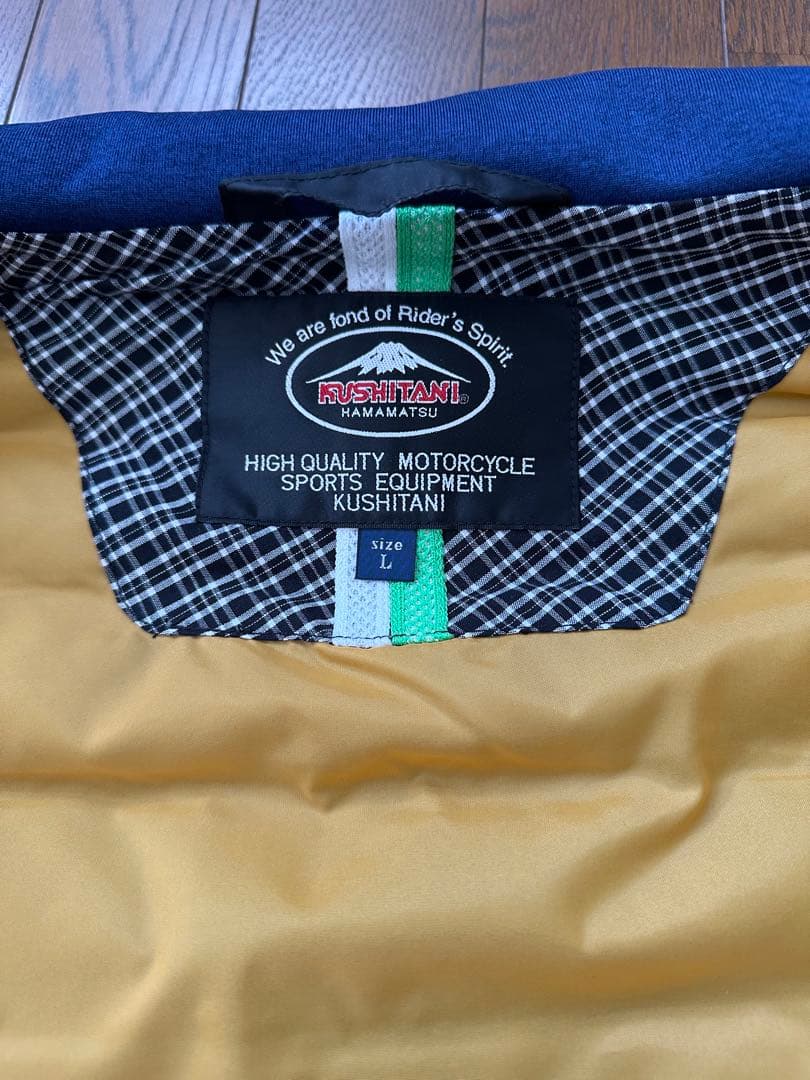 We are fond of Rider's Spirit.
KUSHITANI®
HAMAMATSU
HIGH QUALITY MOTORCYCLE
SPORTS EQUIPMENT
KUSHITANI
size
L